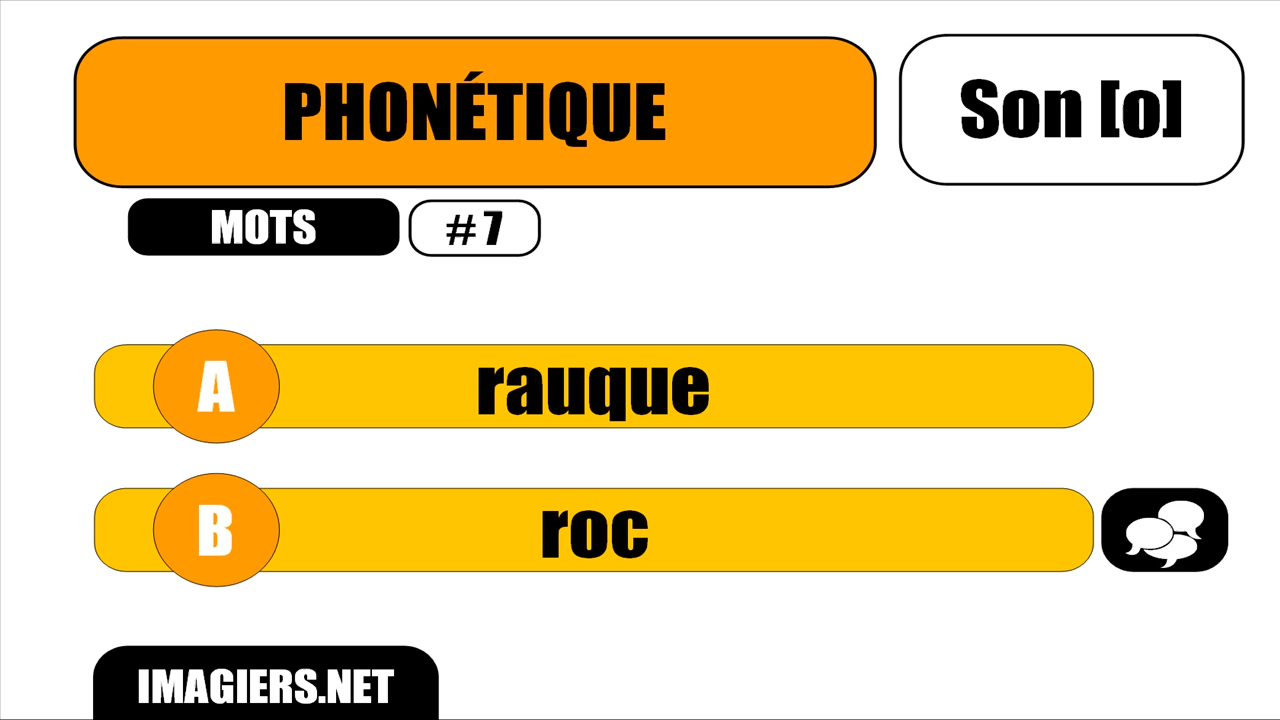 PHONÉTIQUE
Son [o]
MOTS
#7
A
rauque
B
roc
IMAGIERS.NET